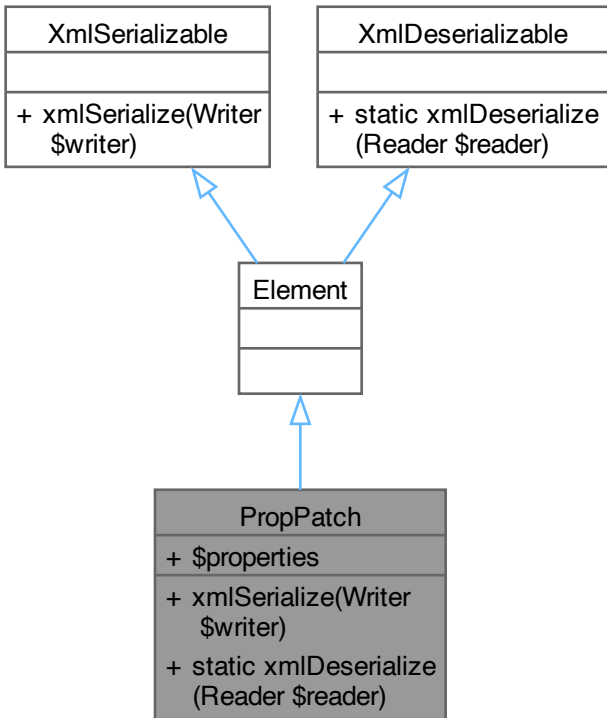 XmlSerializable
+ xmlSerialize(Writer
$writer)
XmlDeserializable
+ static xmlDeserialize
(Reader $reader)
Element
PropPatch
+ $properties
+ xmlSerialize(Writer
$writer)
+ static xmlDeserialize
(Reader $reader)